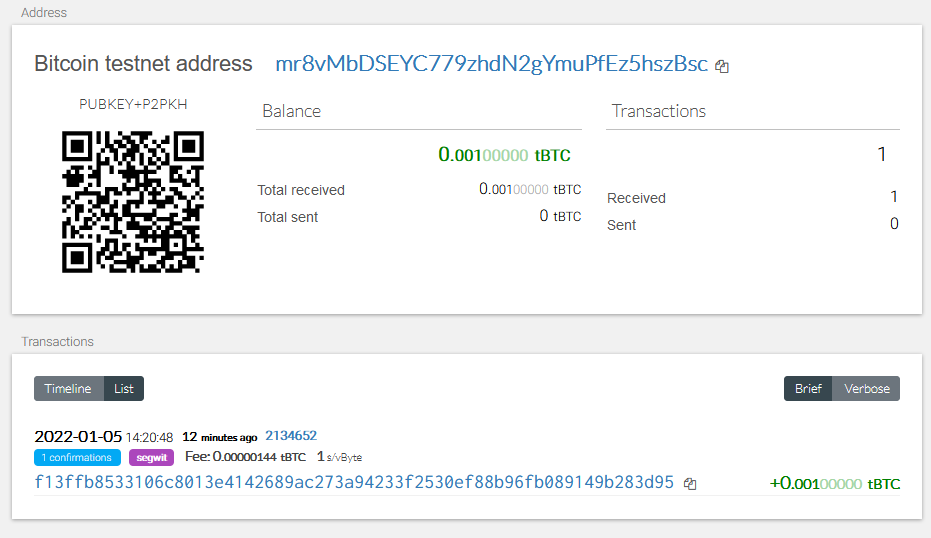 Address
Bitcoin testnet address mr8vMbDSEYC779zhdN2gYmuPfEz5hszBsc
PUBKEY+P2PKH
Balance
0.00100000 tBTC
Total received 0.00100000 tBTC
Total sent 0 tBTC
Transactions
1
Received 1
Sent 0
Transactions
Timeline List
Brief Verbose
2022-01-05 14:20:48 12 minutes ago 2134652
1 confirmations segwit Fee: 0.00000144 tBTC 1 s/vByte
f13ffb8533106c8013e4142689ac273a94233f2530ef88b96fb089149b283d95 +0.00100000 tBTC